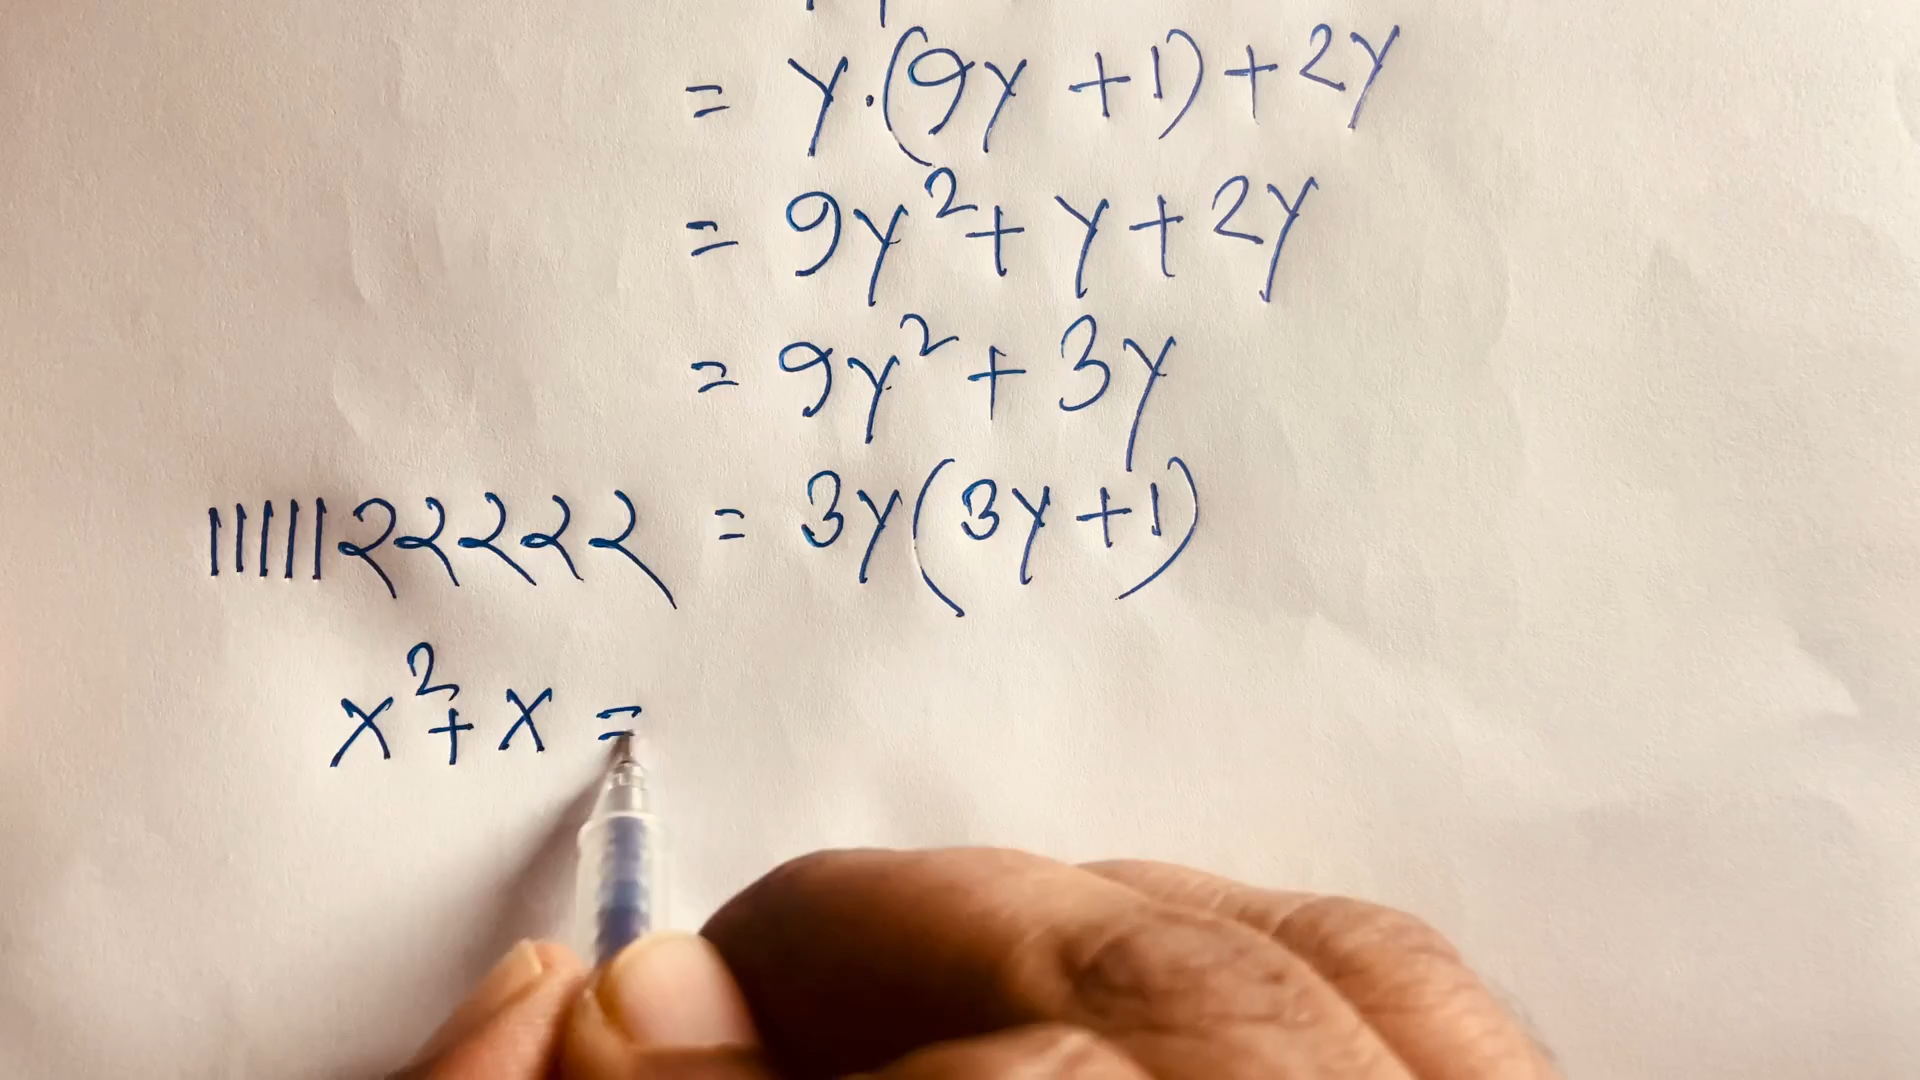 = y.(9y + 1) + 2y
= 9y² + y + 2y
= 9y² + 3y
1111122222 = 3y(3y + 1)
x² + x =